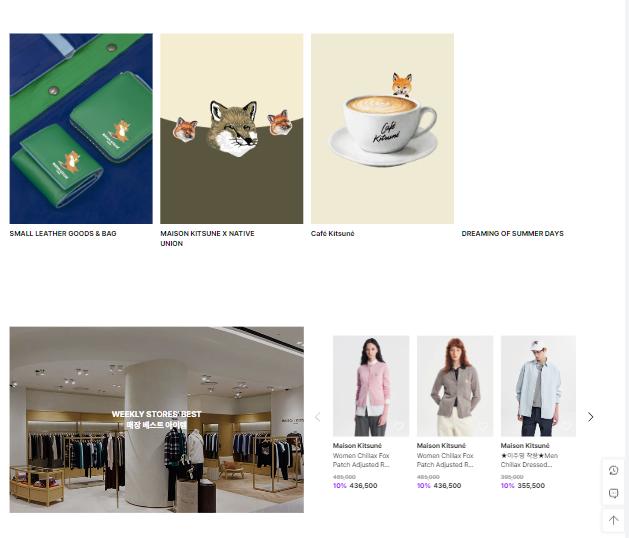 Café
Kitsuné
SMALL LEATHER GOODS & BAG
MAISON KITSUNE X NATIVE
UNION
Café Kitsuné
DREAMING OF SUMMER DAYS
WEEKLY STORES' BEST
매장 베스트 아이템
Maison Kitsuné
Women Chillax Fox
Patch Adjusted R...
485,000
10% 436,500
Maison Kitsuné
Women Chillax Fox
Patch Adjusted R...
485,000
10% 436,500
Maison Kitsuné
★이주명 착용★Men
Chillax Dressed...
395,000
10% 355,500